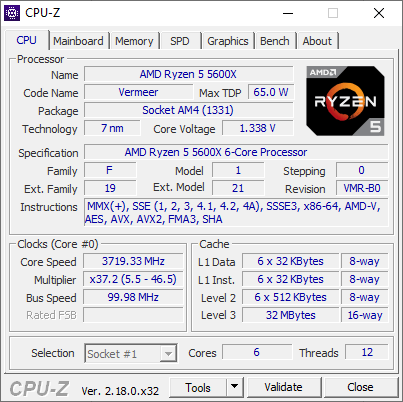 CPU-Z
CPU Mainboard Memory SPD Graphics Bench About
Processor
Name AMD Ryzen 5 5600X
Code Name Vermeer Max TDP 65.0 W
Package Socket AM4 (1331)
Technology 7 nm Core Voltage 1.338 V
AMD RYZEN 5
Specification AMD Ryzen 5 5600X 6-Core Processor
Family F Model 1 Stepping 0
Ext. Family 19 Ext. Model 21 Revision VMR-B0
Instructions MMX(+), SSE (1, 2, 3, 4.1, 4.2, 4A), SSSE3, x86-64, AMD-V,
AES, AVX, AVX2, FMA3, SHA
Clocks (Core #0)
Core Speed 3719.33 MHz
Multiplier x37.2 (5.5 - 46.5)
Bus Speed 99.98 MHz
Rated FSB
Cache
L1 Data 6 x 32 KBytes 8-way
L1 Inst. 6 x 32 KBytes 8-way
Level 2 6 x 512 KBytes 8-way
Level 3 32 MBytes 16-way
Selection Socket #1 Cores 6 Threads 12
CPU-Z Ver. 2.18.0.x32 Tools Validate Close